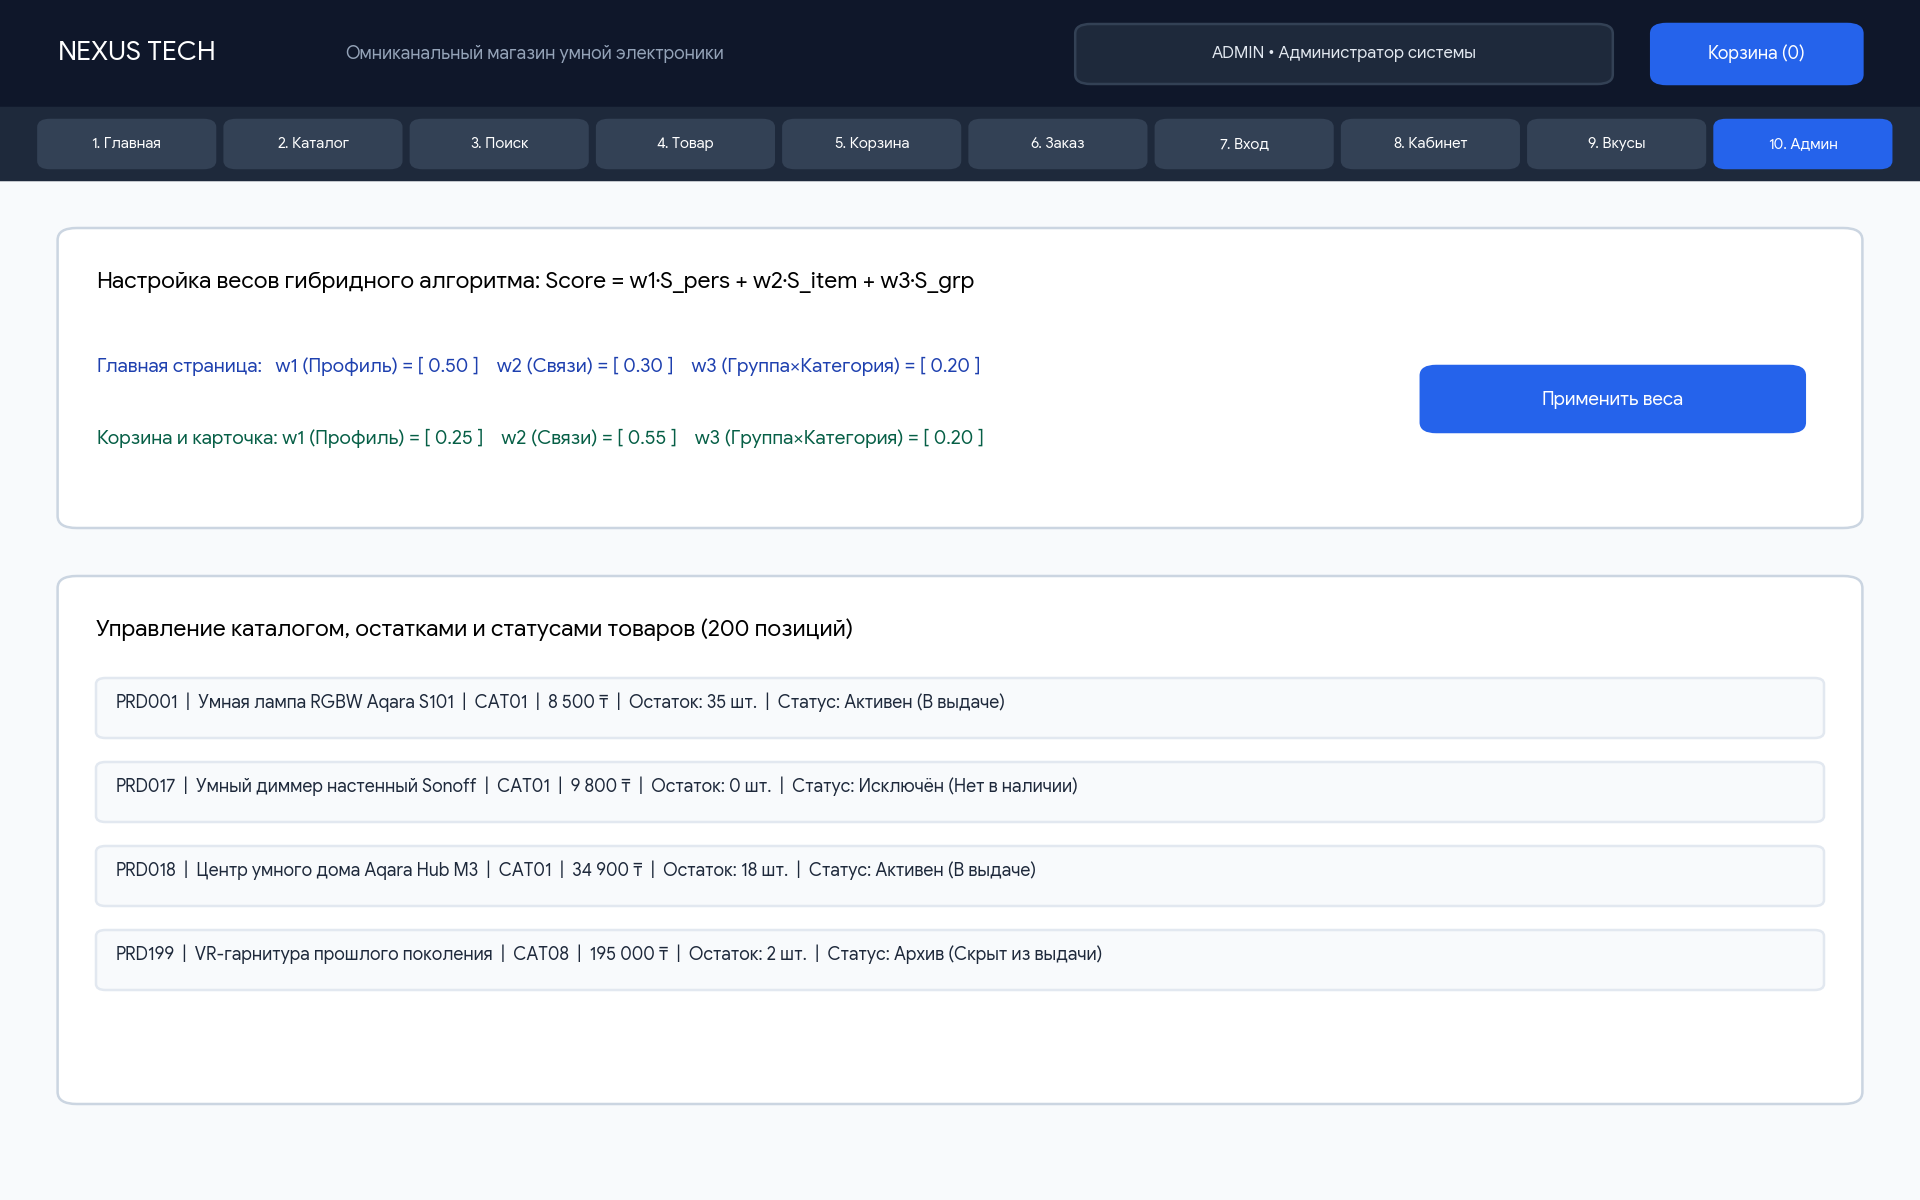 NEXUS TECH
Омниканальный магазин умной электроники
ADMIN • Администратор системы
Корзина (0)
1. Главная
2. Каталог
3. Поиск
4. Товар
5. Корзина
6. Заказ
7. Вход
8. Кабинет
9. Вкусы
10. Админ
Настройка весов гибридного алгоритма: Score = w1·S_pers + w2·S_item + w3·S_grp
Главная страница: w1 (Профиль) = [ 0.50 ] w2 (Связи) = [ 0.30 ] w3 (Группа×Категория) = [ 0.20 ]
Применить веса
Корзина и карточка: w1 (Профиль) = [ 0.25 ] w2 (Связи) = [ 0.55 ] w3 (Группа×Категория) = [ 0.20 ]
Управление каталогом, остатками и статусами товаров (200 позиций)
PRD001 | Умная лампа RGBW Aqara S101 | CAT01 | 8 500 ₸ | Остаток: 35 шт. | Статус: Активен (В выдаче)
PRD017 | Умный диммер настенный Sonoff | CAT01 | 9 800 ₸ | Остаток: 0 шт. | Статус: Исключён (Нет в наличии)
PRD018 | Центр умного дома Aqara Hub M3 | CAT01 | 34 900 ₸ | Остаток: 18 шт. | Статус: Активен (В выдаче)
PRD199 | VR-гарнитура прошлого поколения | CAT08 | 195 000 ₸ | Остаток: 2 шт. | Статус: Архив (Скрыт из выдачи)